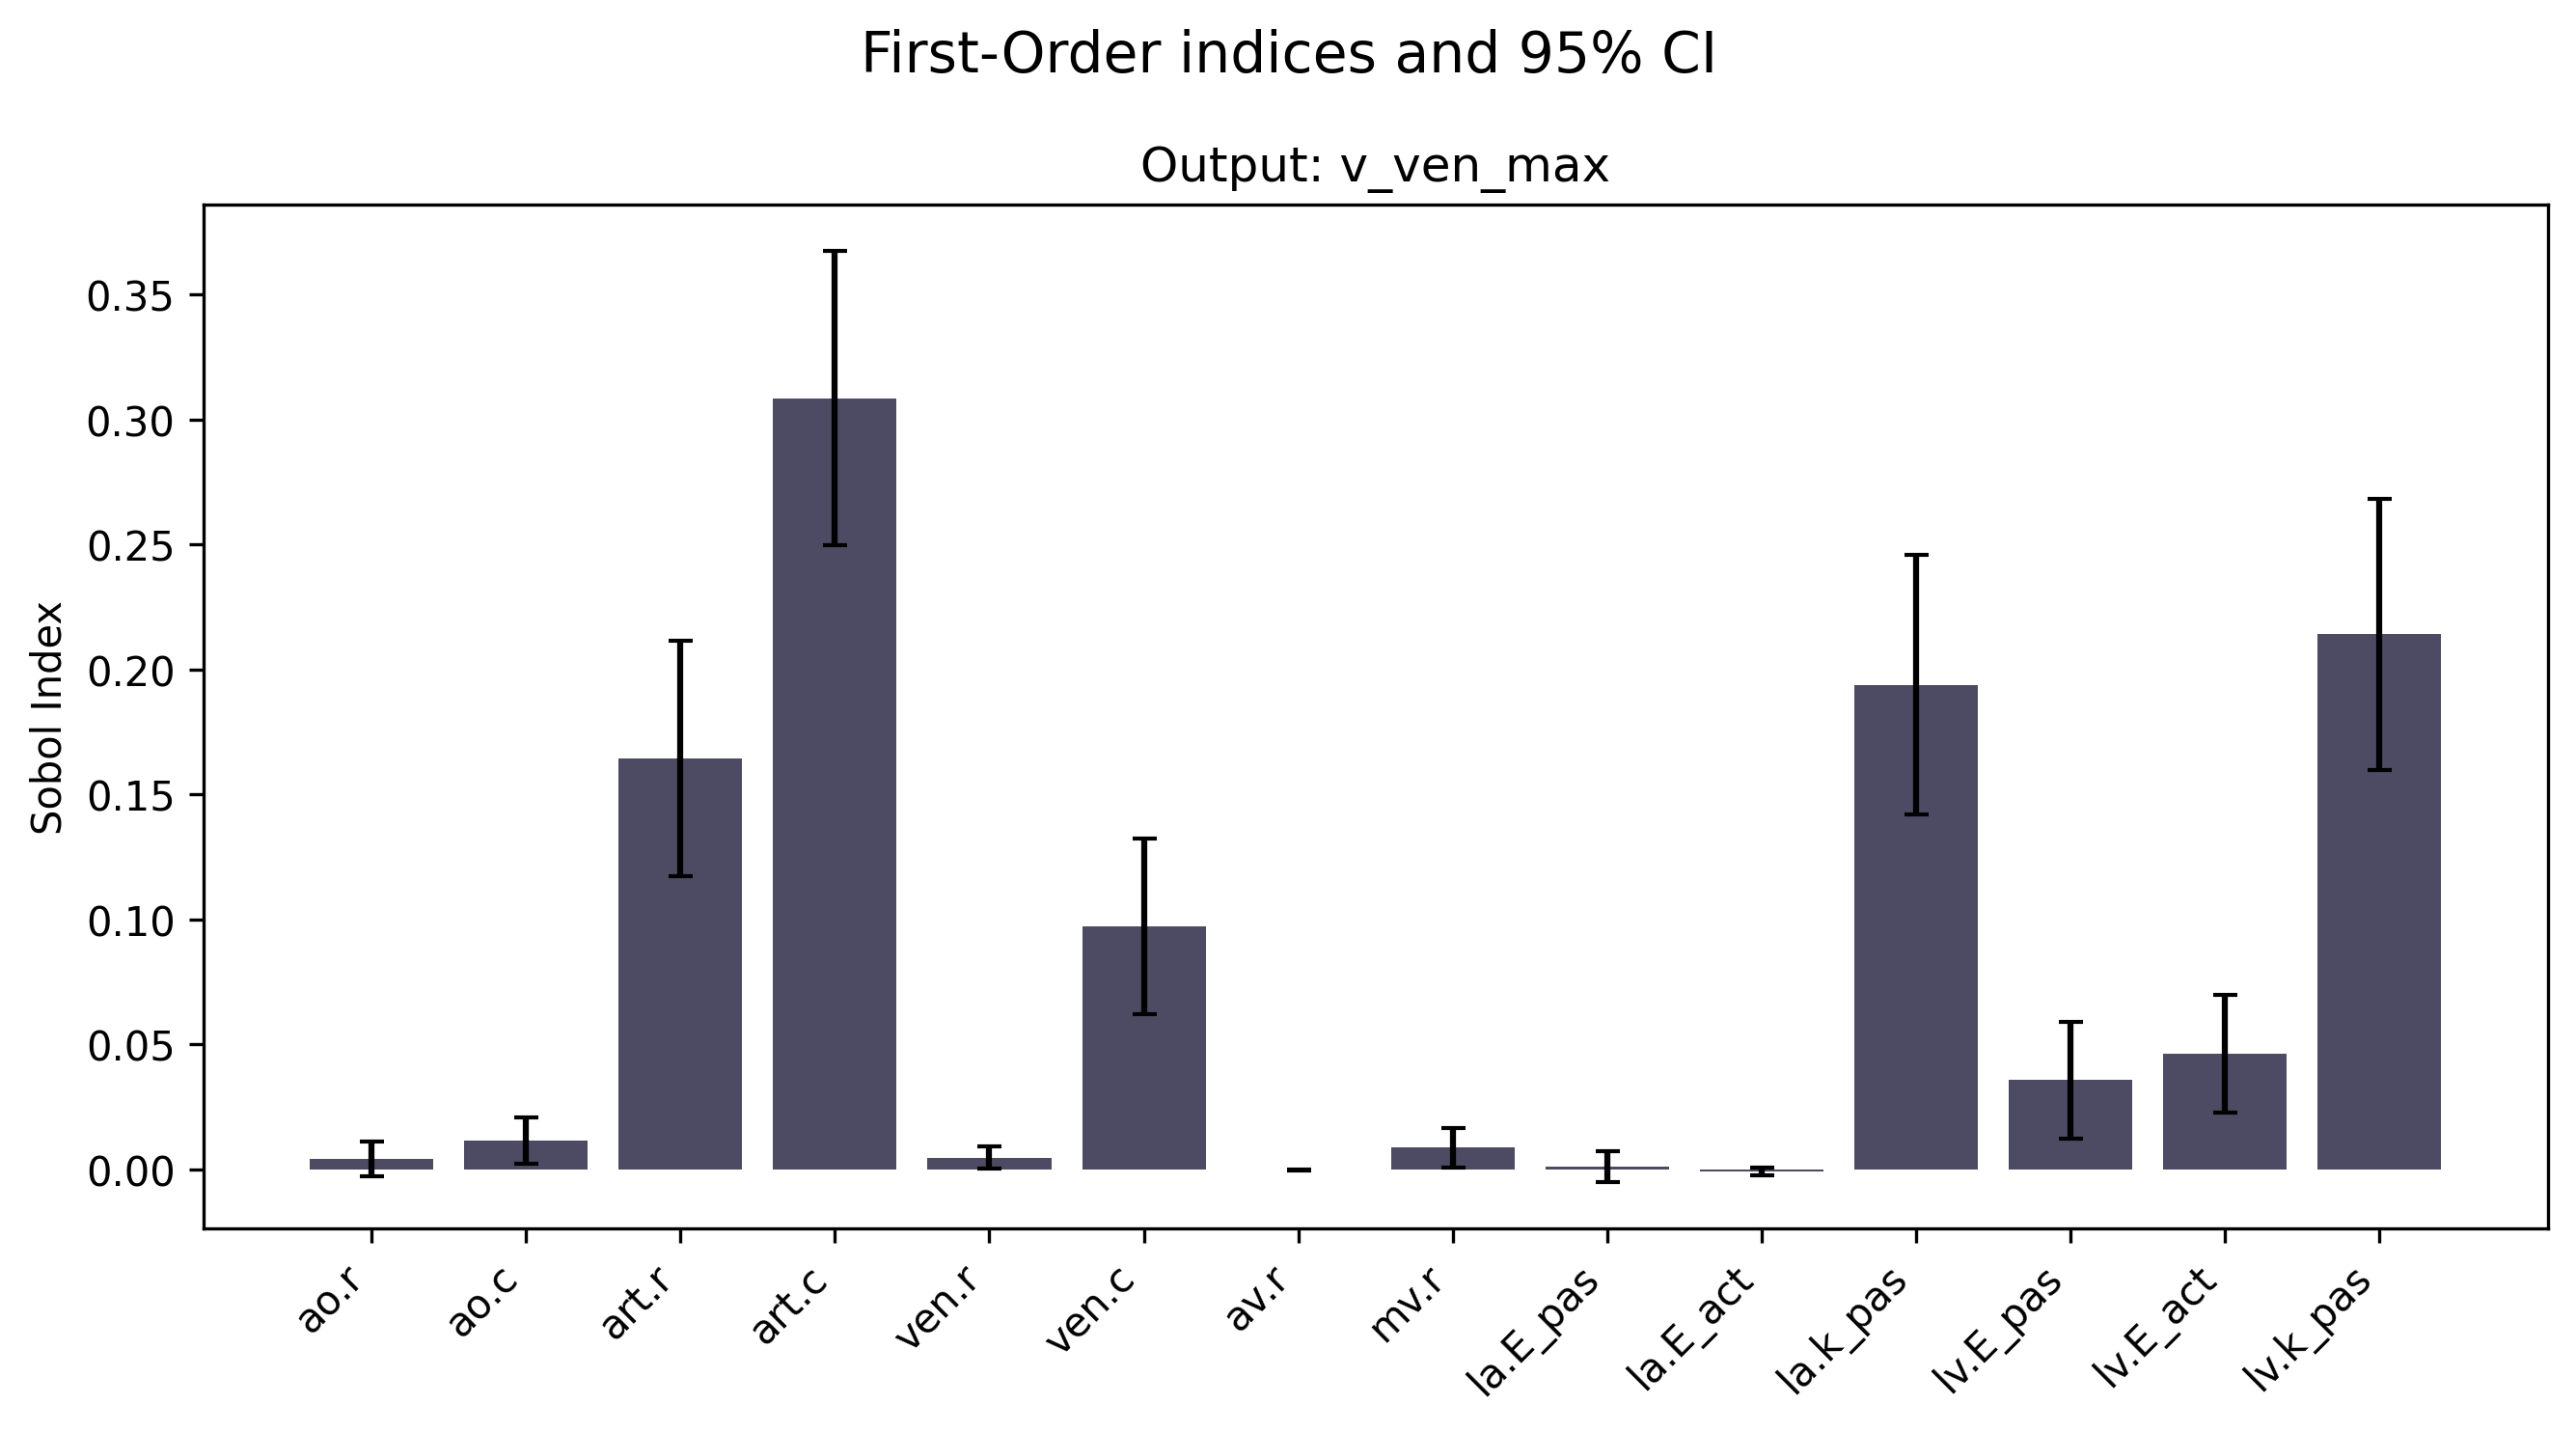 First-Order indices and 95% CI
Output: v_ven_max
Sobol Index
0.35
0.30
0.25
0.20
0.15
0.10
0.05
0.00
ao.r
ao.c
art.r
art.c
ven.r
ven.c
av.r
mv.r
la.E_pas
la.E_act
la.k_pas
lv.E_pas
lv.E_act
lv.k_pas